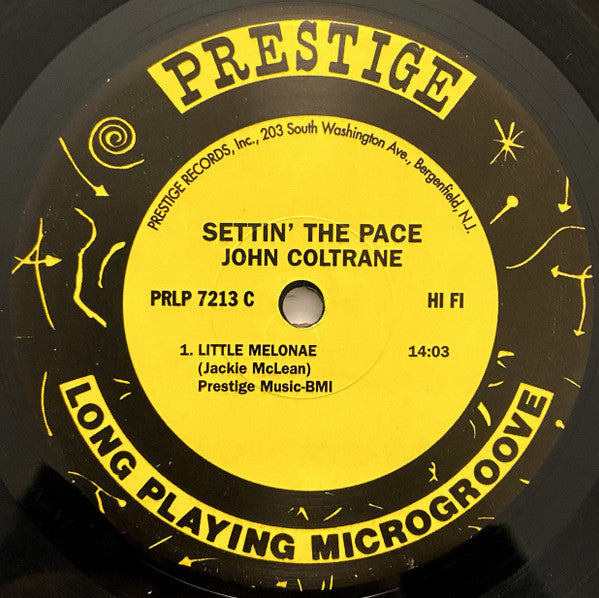 PRESTIGE
PRESTIGE RECORDS, Inc., 203 South Washington Ave., Bergenfield, N.J.
SETTIN' THE PACE
JOHN COLTRANE
PRLP 7213 C HI FI
1. LITTLE MELONAE 14:03
(Jackie McLean)
Prestige Music-BMI
LONG PLAYING MICROGROOVE